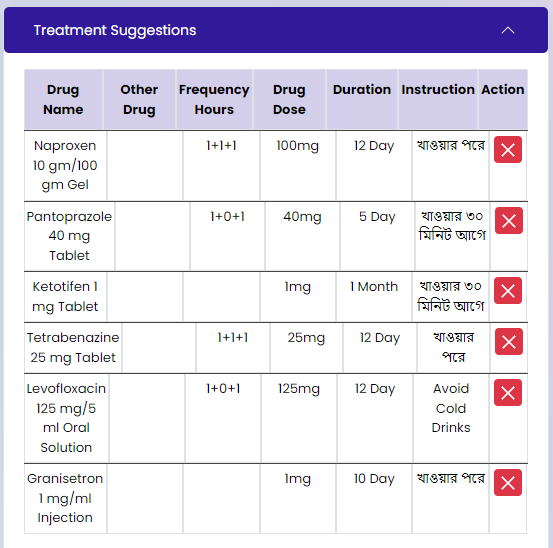 Treatment Suggestions
Drug Other Frequency Drug Duration Instruction Action
Name Drug Hours Dose
Naproxen 1+1+1 100mg 12 Day খাওয়ার পরে
10 gm/100
gm Gel
Pantoprazole 1+0+1 40mg 5 Day খাওয়ার ৩০
40 mg মিনিট আগে
Tablet
Ketotifen 1 1mg 1 Month খাওয়ার ৩০
mg Tablet মিনিট আগে
Tetrabenazine 1+1+1 25mg 12 Day খাওয়ার
25 mg Tablet পরে
Levofloxacin 1+0+1 125mg 12 Day Avoid
125 mg/5 Cold
ml Oral Drinks
Solution
Granisetron 1mg 10 Day খাওয়ার পরে
1 mg/ml
Injection